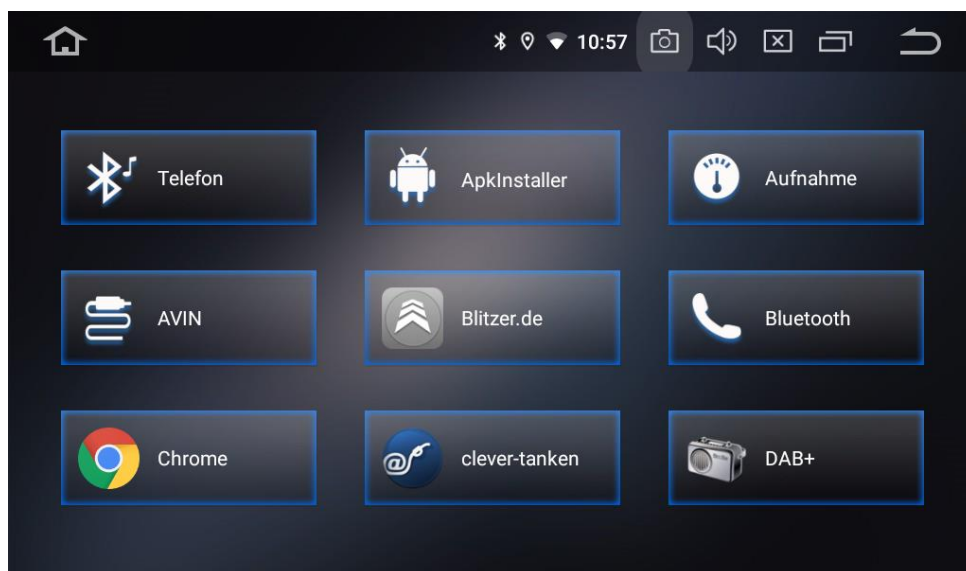 10:57
Telefon
ApkInstaller
Aufnahme
AVIN
Blitzer.de
Bluetooth
Chrome
clever-tanken
DAB+